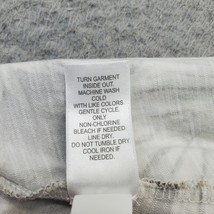 TURN GARMENT
INSIDE OUT.
MACHINE WASH
COLD
WITH LIKE COLORS.
GENTLE CYCLE.
ONLY
NON-CHLORINE
BLEACH IF NEEDED.
LINE DRY.
DO NOT TUMBLE DRY.
COOL IRON IF
NEEDED.